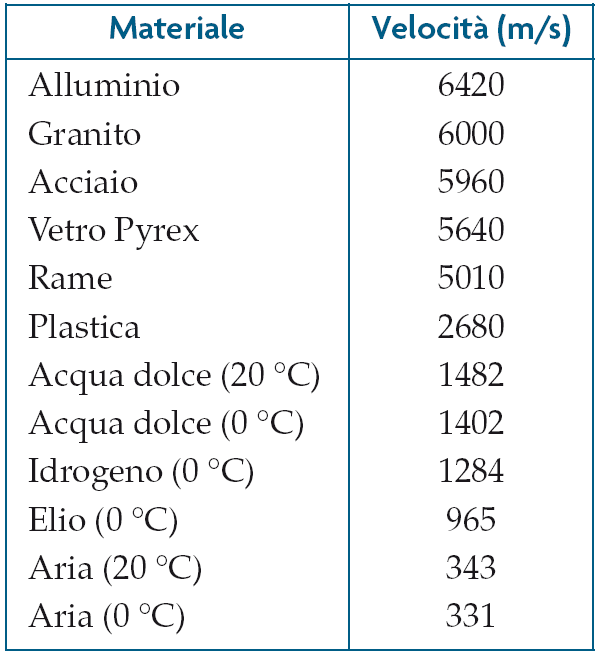 Materiale Velocità (m/s)
Alluminio 6420
Granito 6000
Acciaio 5960
Vetro Pyrex 5640
Rame 5010
Plastica 2680
Acqua dolce (20 °C) 1482
Acqua dolce (0 °C) 1402
Idrogeno (0 °C) 1284
Elio (0 °C) 965
Aria (20 °C) 343
Aria (0 °C) 331